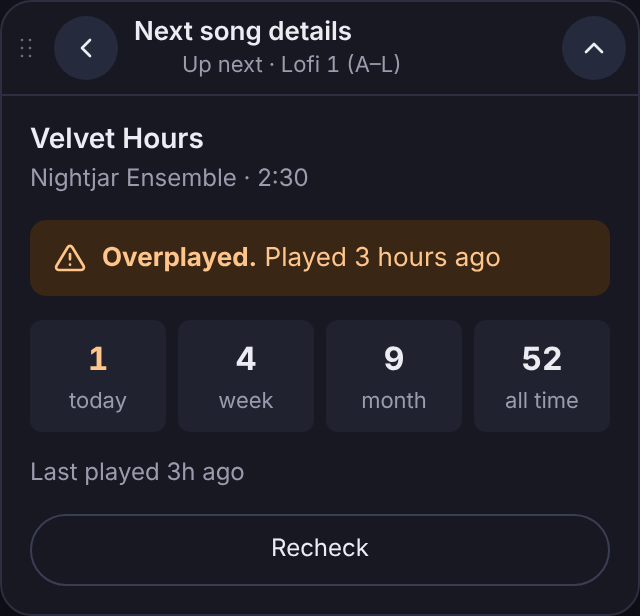 Next song details
Up next · Lofi 1 (A–L)
Velvet Hours
Nightjar Ensemble · 2:30
Overplayed. Played 3 hours ago
1
today
4
week
9
month
52
all time
Last played 3h ago
Recheck